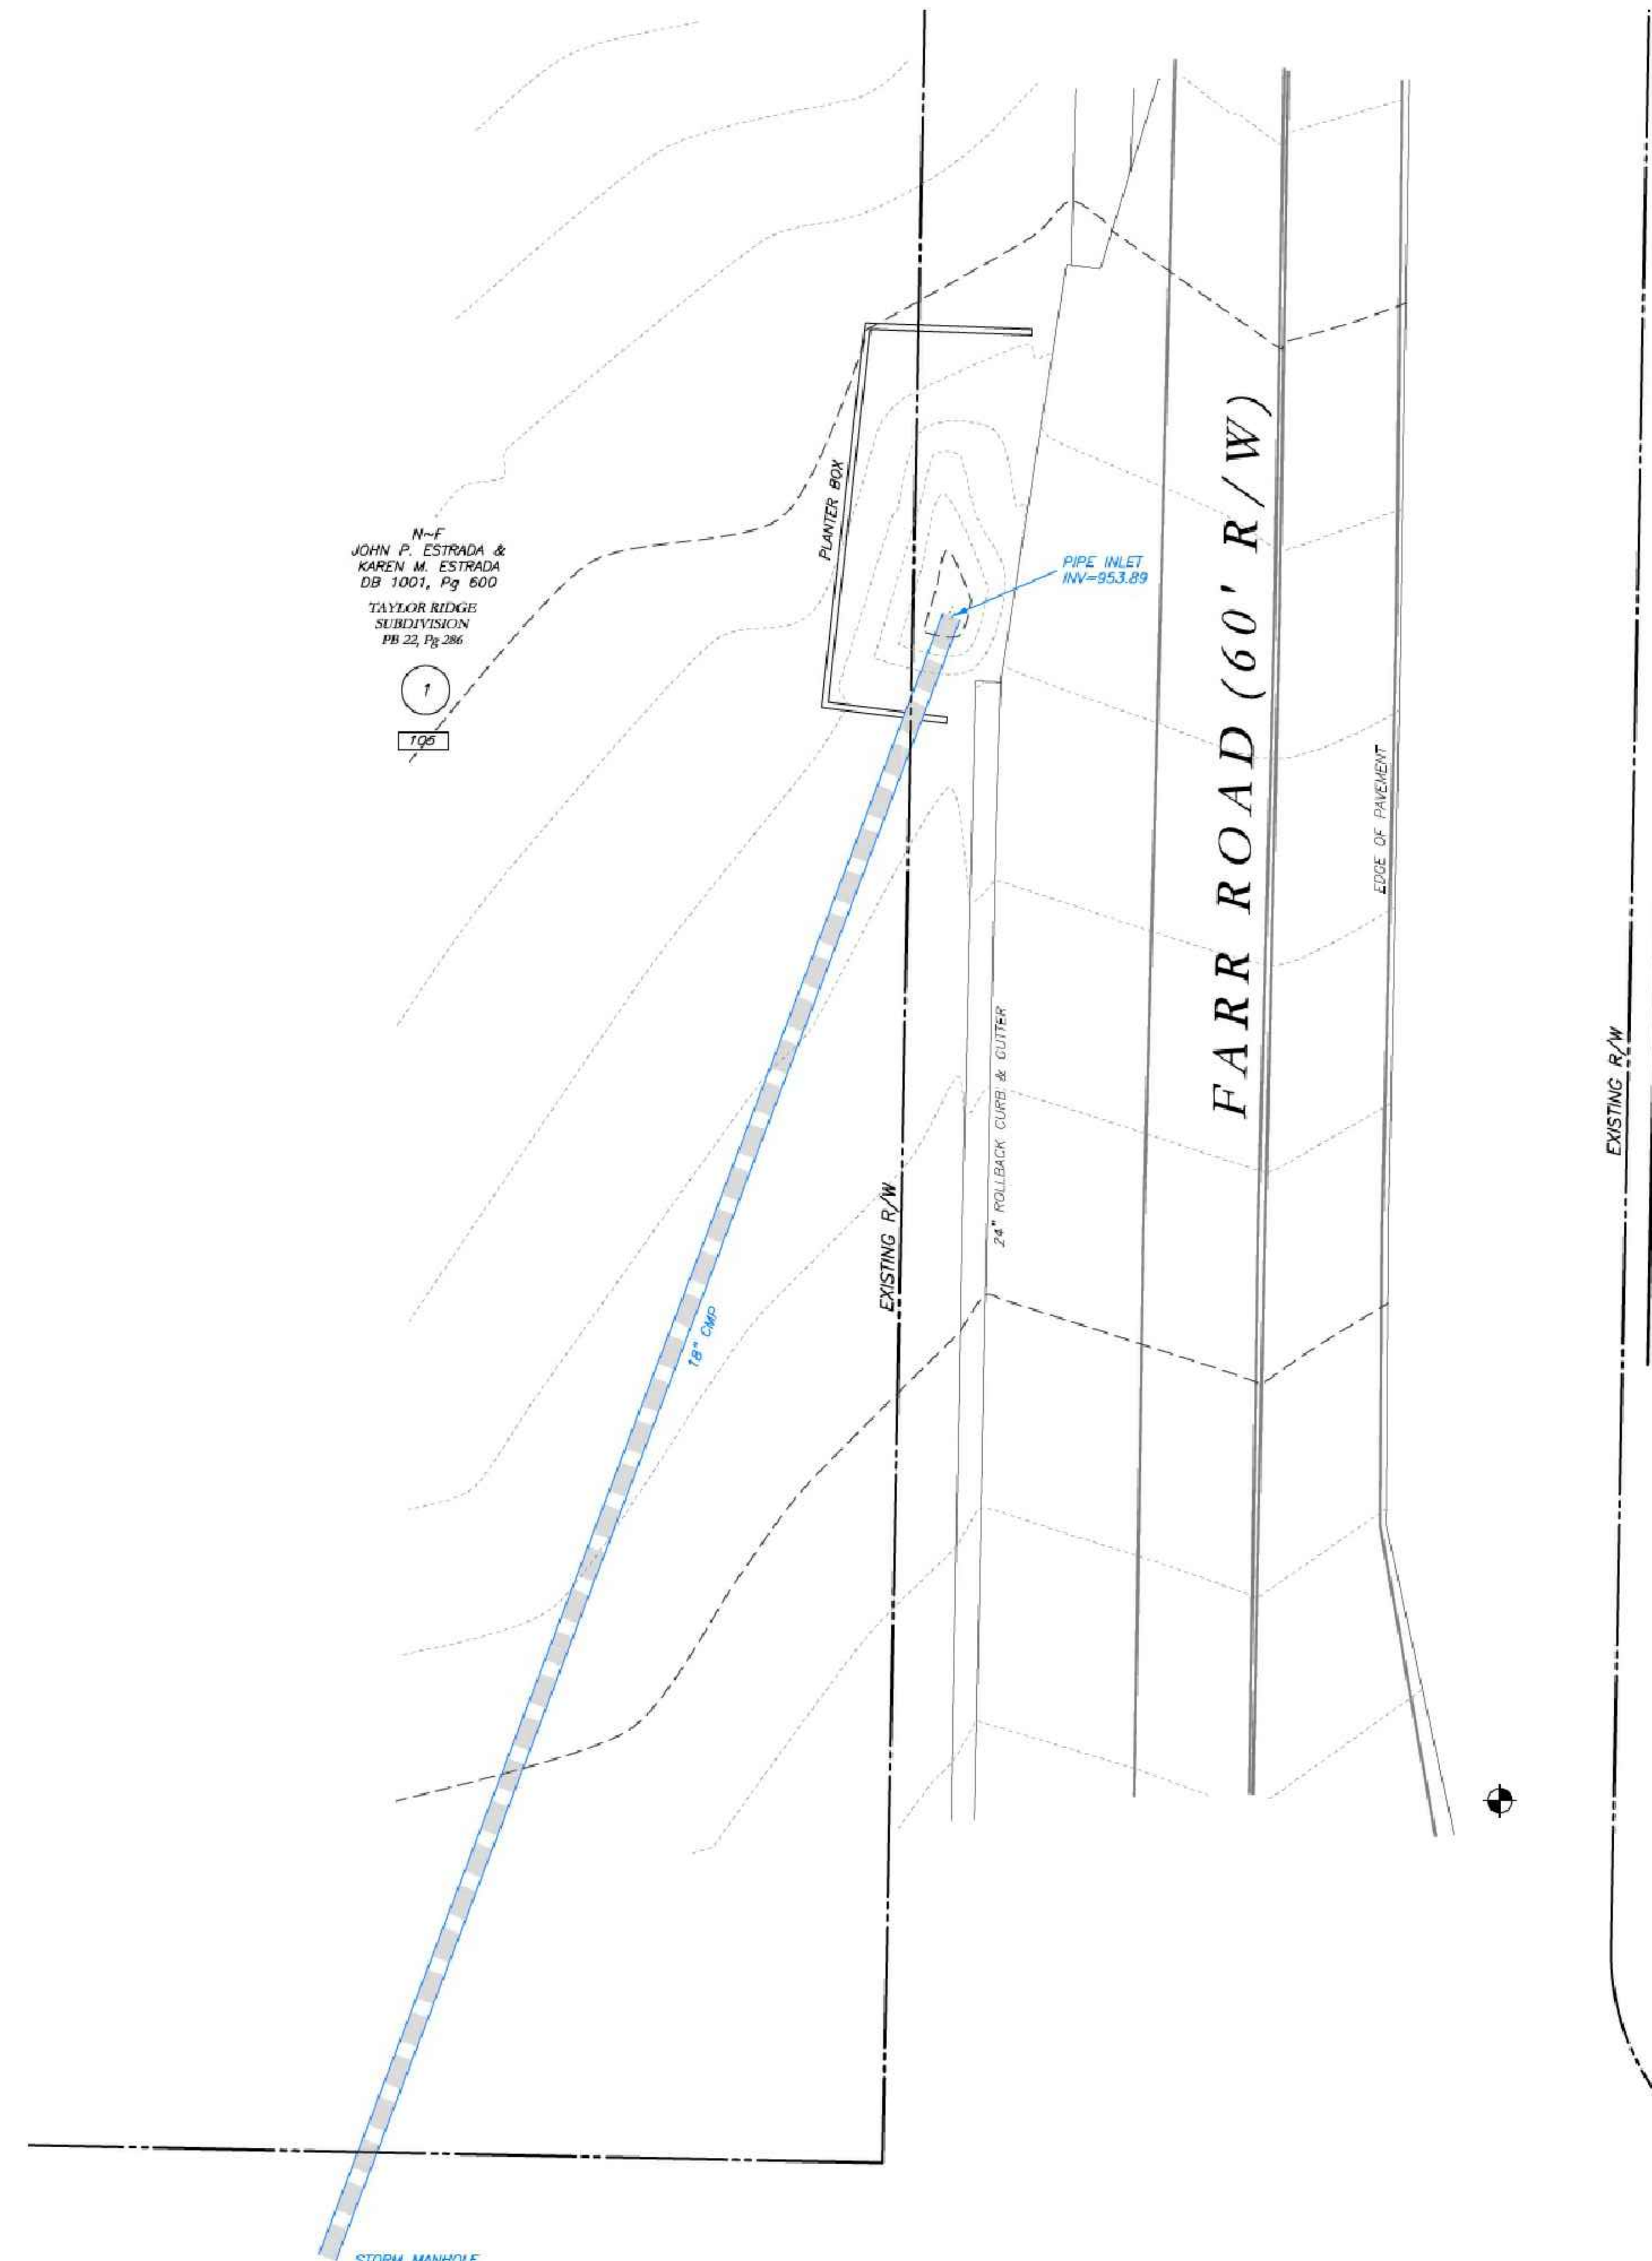 N~F
JOHN P. ESTRADA &
KAREN M. ESTRADA
DB 1001, Pg 600
TAYLOR RIDGE
SUBDIVISION
PB 22, Pg 286
1
105
PLANTER BOX
PIPE INLET
INV=953.89
FARR ROAD (60' R/W)
EDGE OF PAVEMENT
24" ROLLBACK CURB & GUTTER
EXISTING R/W
EXISTING R/W
18" CMP
STORM MANHOLE